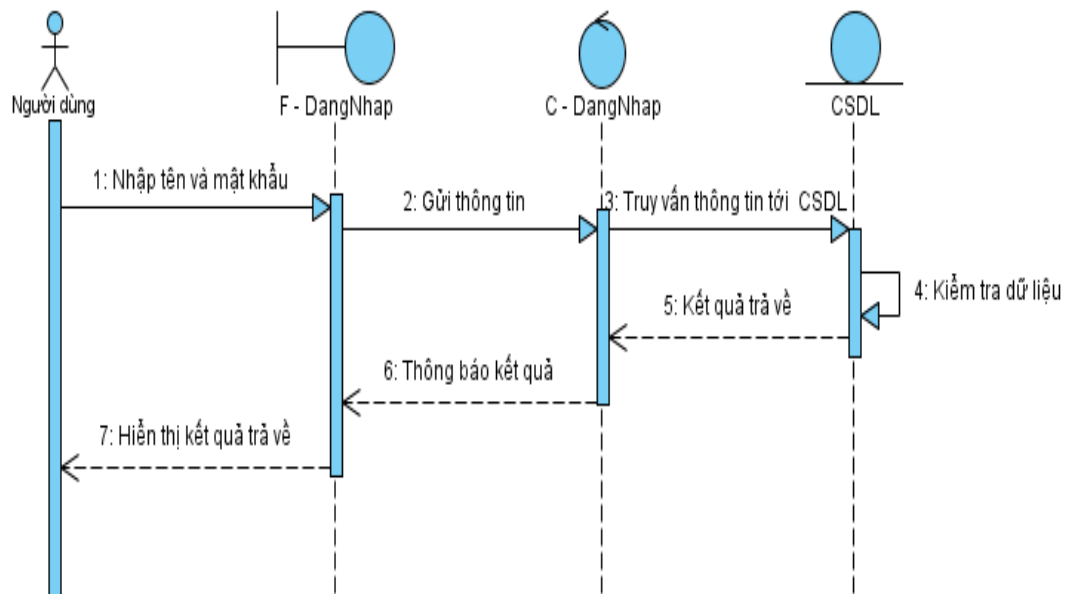 Người dùng
F - DangNhap
C - DangNhap
CSDL
1: Nhập tên và mật khẩu
2: Gửi thông tin
3: Truy vấn thông tin tới CSDL
4: Kiểm tra dữ liệu
5: Kết quả trả về
6: Thông báo kết quả
7: Hiễn thị kết quả trả về